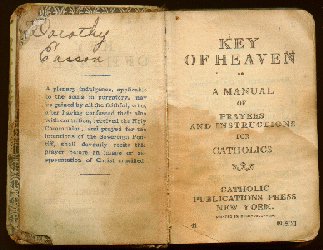 Dorothy
Easson
A plenary indulgence, applicable
to the souls in purgatory, may
be gained by all the faithful, who,
after having confessed their sins
with contrition, received the Holy
Communion, and prayed for the
intentions of the Sovereign Pon-
tiff, shall devoutly recite this
prayer before an image or re-
presentation of Christ crucified.
KEY
OF HEAVEN
OR
A MANUAL
OF
PRAYERS
AND INSTRUCTIONS
FOR
CATHOLICS
CATHOLIC
PUBLICATIONS PRESS
NEW YORK.